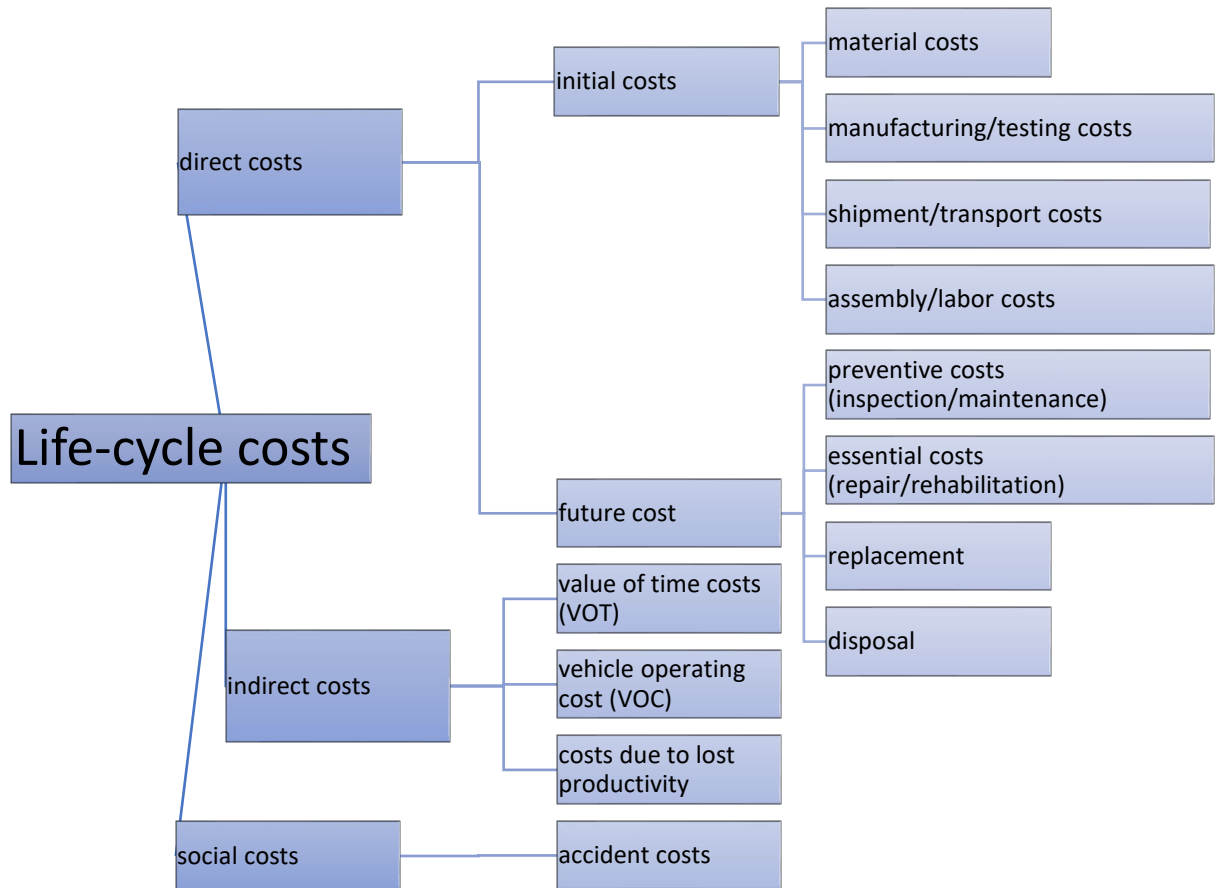 material costs
initial costs
manufacturing/testing costs
direct costs
shipment/transport costs
assembly/labor costs
preventive costs
(inspection/maintenance)
Life-cycle costs
essential costs
(repair/rehabilitation)
future cost
replacement
value of time costs
(VOT)
disposal
indirect costs
vehicle operating
cost (VOC)
costs due to lost
productivity
social costs
accident costs